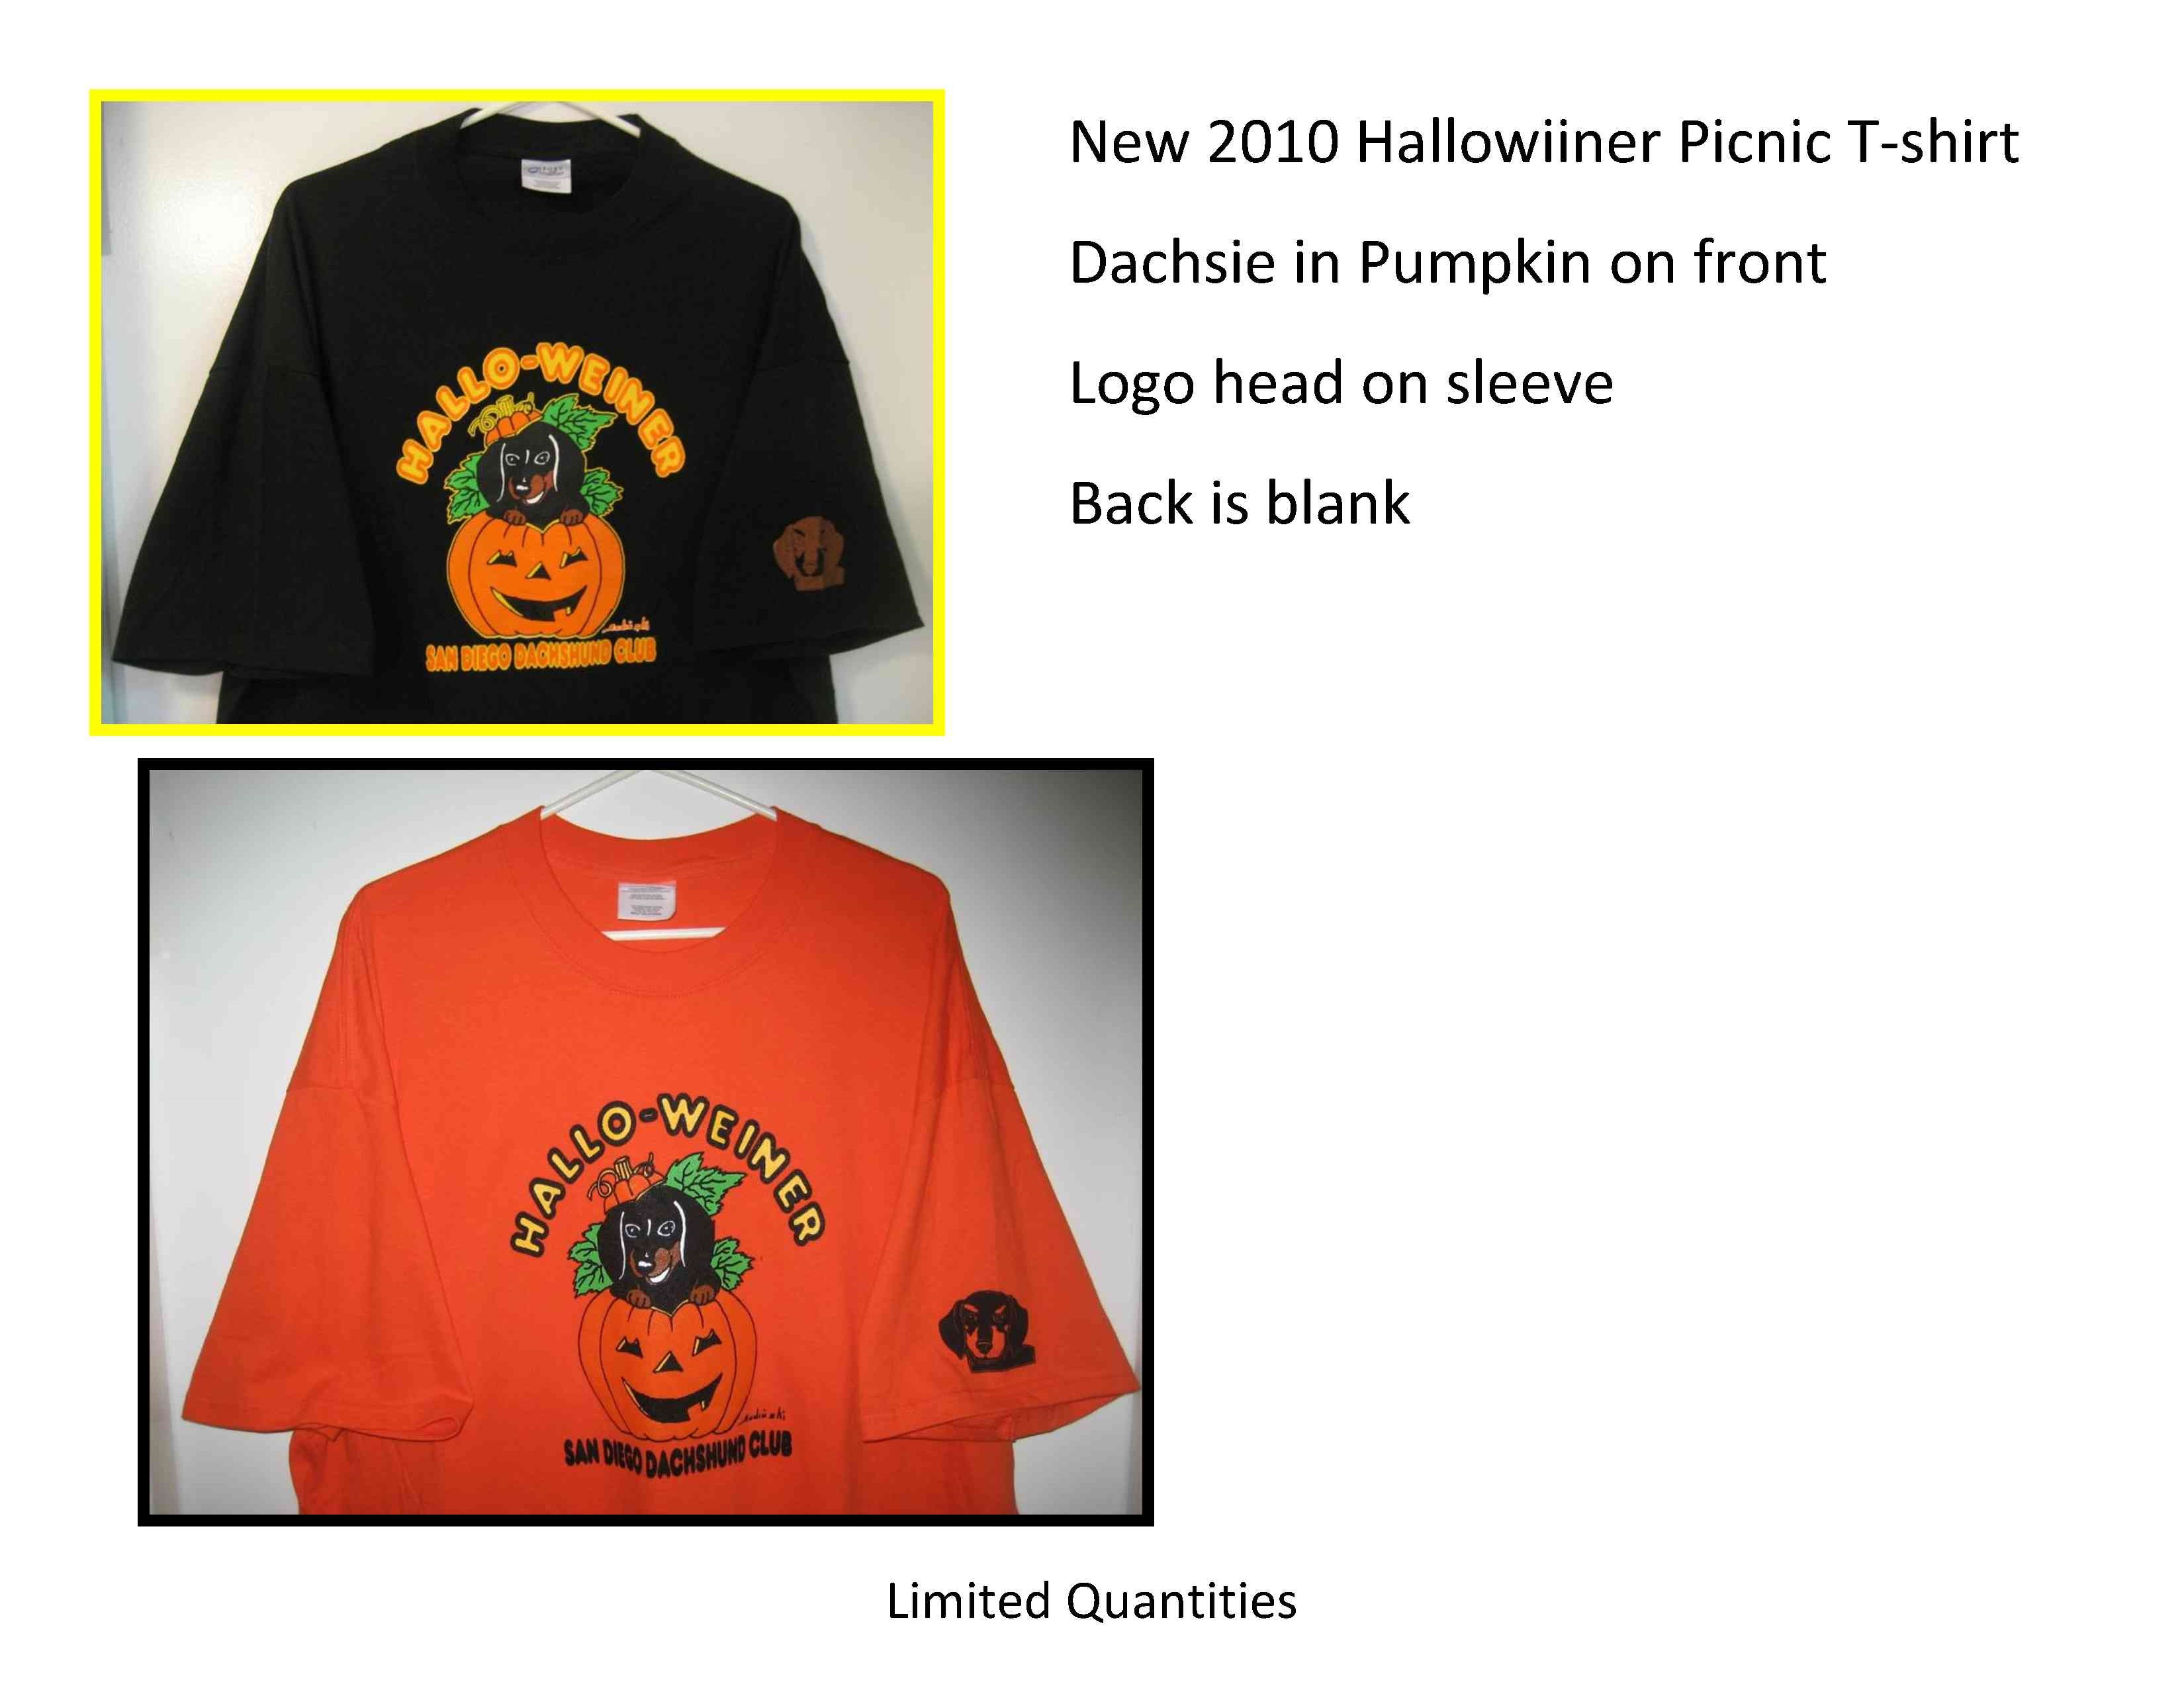 New 2010 Hallowiiner Picnic T-shirt
Dachsie in Pumpkin on front
Logo head on sleeve
Back is blank
HALLO-WEINER
SAN DIEGO DACHSHUND CLUB
HALLO-WEINER
SAN DIEGO DACHSHUND CLUB
Limited Quantities